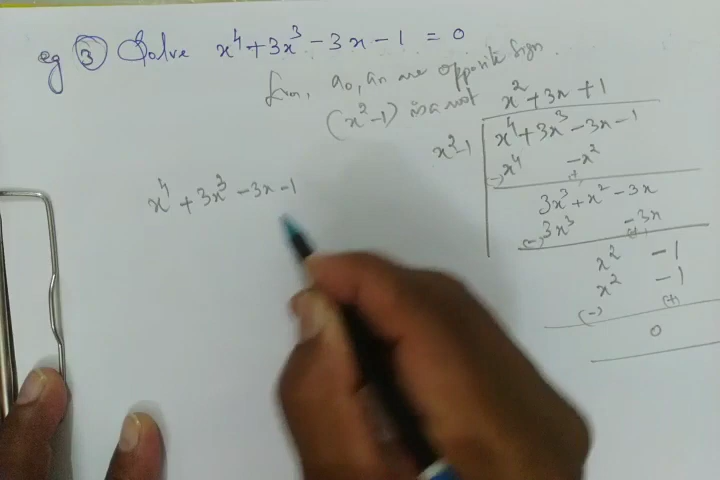 eg ③ Solve x⁴ + 3x³ − 3x − 1 = 0
a₀, aₙ are opposite sign.
(x² − 1) is a root
x² + 3x + 1
x² − 1 x⁴ + 3x³ − 3x − 1
(−) x⁴ − x² (+)
3x³ + x² − 3x
(−) 3x³ − 3x (+)
x² − 1
x² − 1
(−) (+)
0
x⁴ + 3x³ − 3x − 1